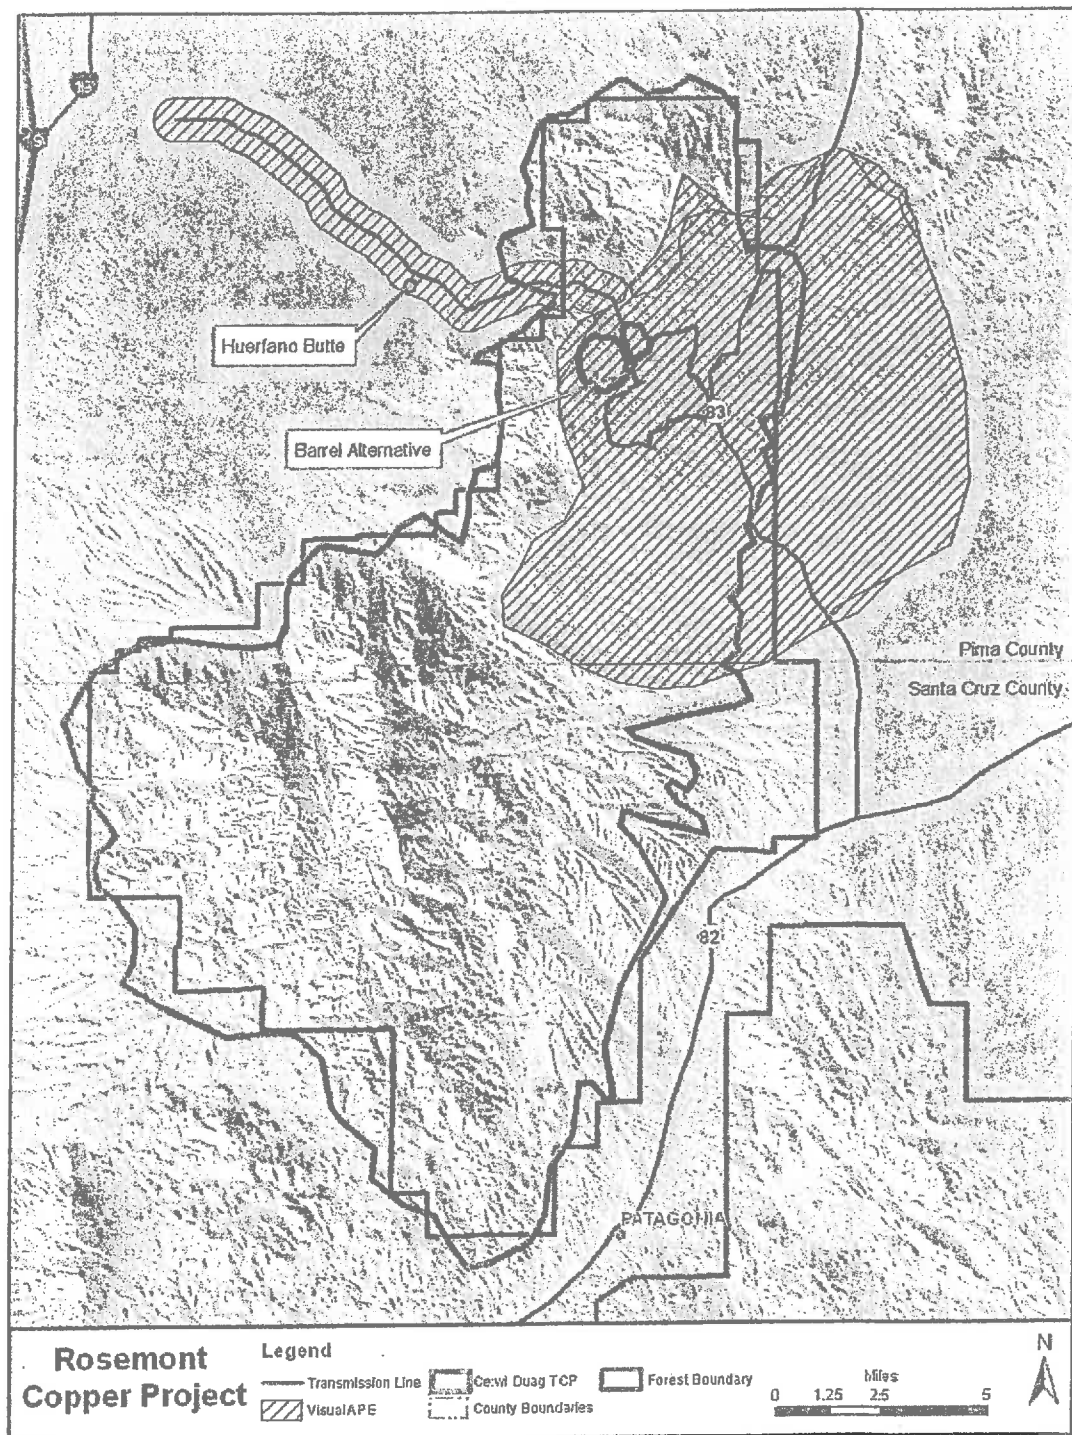 Huerfano Butte
Barrel Alternative
83
Pima County
Santa Cruz County
82
PATAGONIA
Rosemont
Copper Project
Legend
Transmission Line
Ce:wi Duag TCP
Forest Boundary
Visual APE
County Boundaries
Miles
0 1.25 2.5 5
N